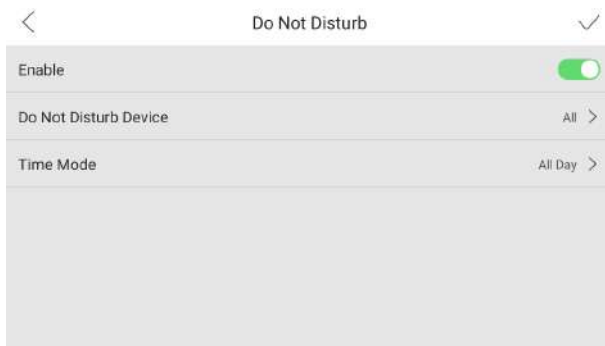 Do Not Disturb
Enable
Do Not Disturb Device All
Time Mode All Day